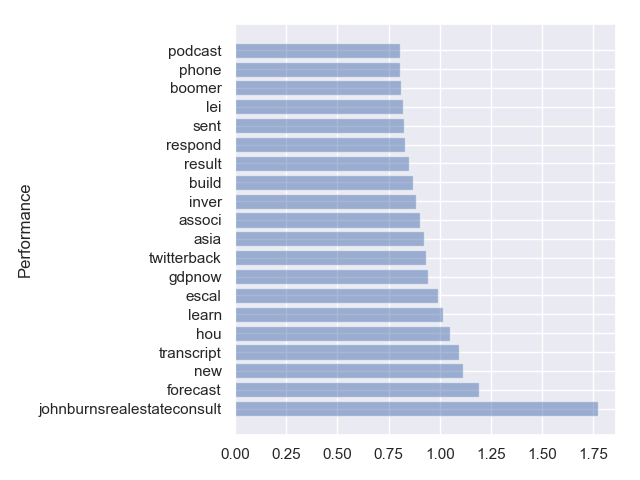 podcast
phone
boomer
lei
sent
respond
result
build
inver
associ
asia
twitterback
gdpnow
escal
learn
hou
transcript
new
forecast
johnburnsrealestateconsult
Performance
0.00 0.25 0.50 0.75 1.00 1.25 1.50 1.75